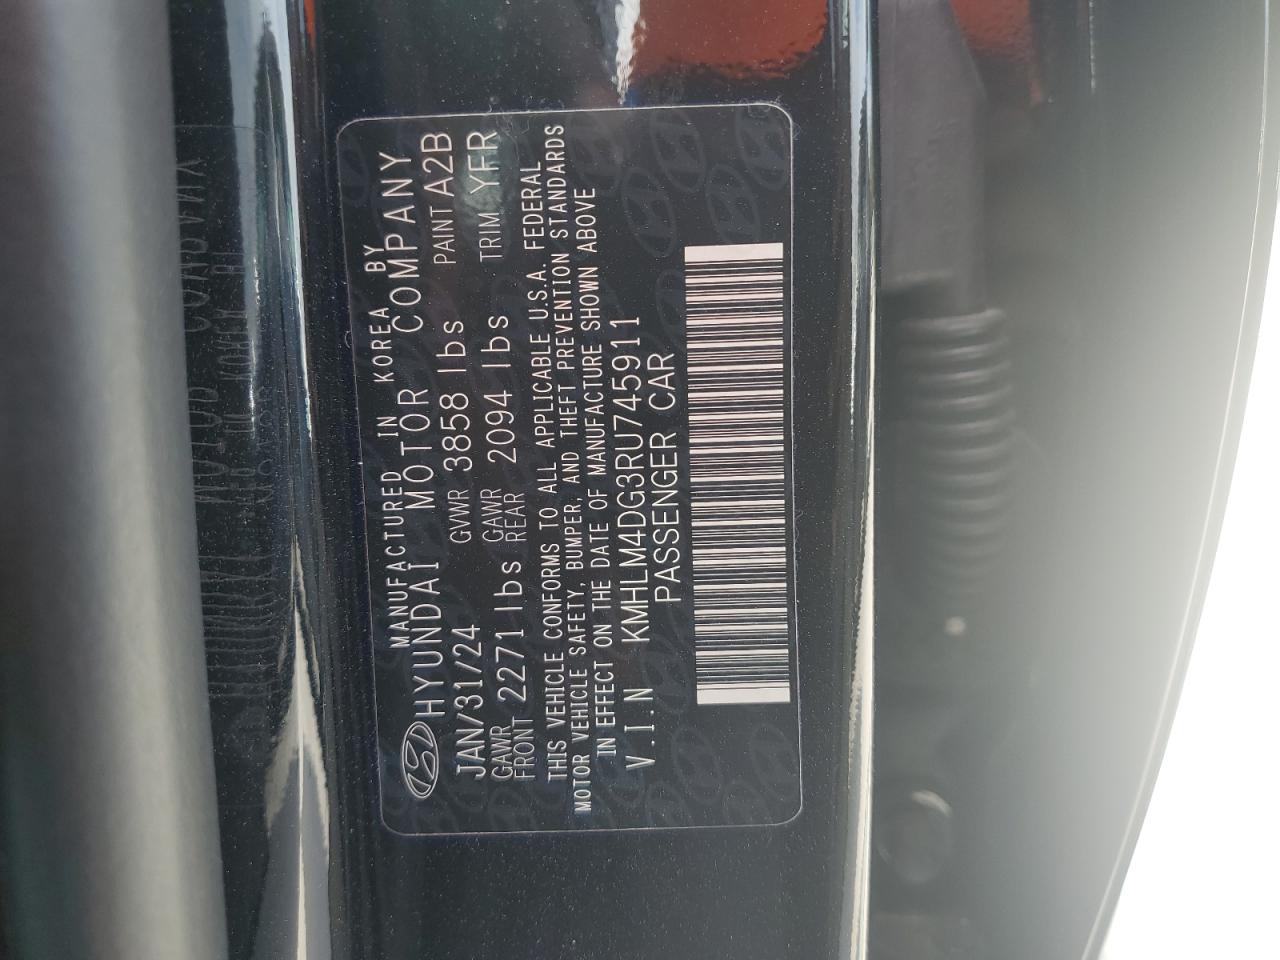 MANUFACTURED IN KOREA BY
HYUNDAI MOTOR COMPANY
JAN/31/24 GVWR 3858 lbs PAINT A2B
GAWR FRONT 2271 lbs GAWR REAR 2094 lbs TRIM YFR
THIS VEHICLE CONFORMS TO ALL APPLICABLE U.S.A. FEDERAL
MOTOR VEHICLE SAFETY, BUMPER, AND THEFT PREVENTION STANDARDS
IN EFFECT ON THE DATE OF MANUFACTURE SHOWN ABOVE
V.I.N KMHLM4DG3RU745911
PASSENGER CAR